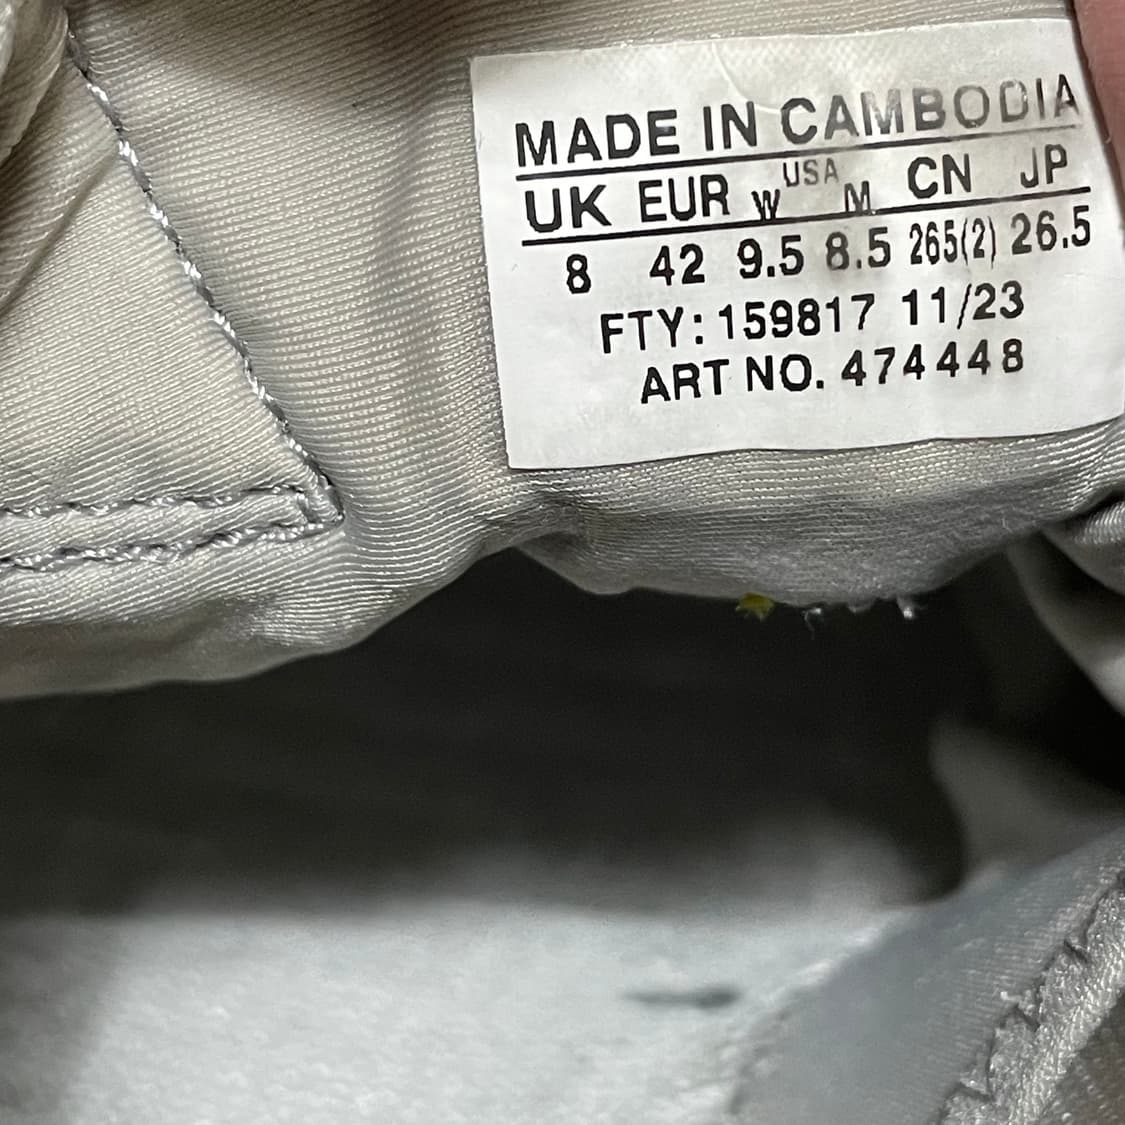 MADE IN CAMBODIA
UK EUR W USA M CN JP
8 42 9.5 8.5 265(2) 26.5
FTY: 159817 11/23
ART NO. 474448